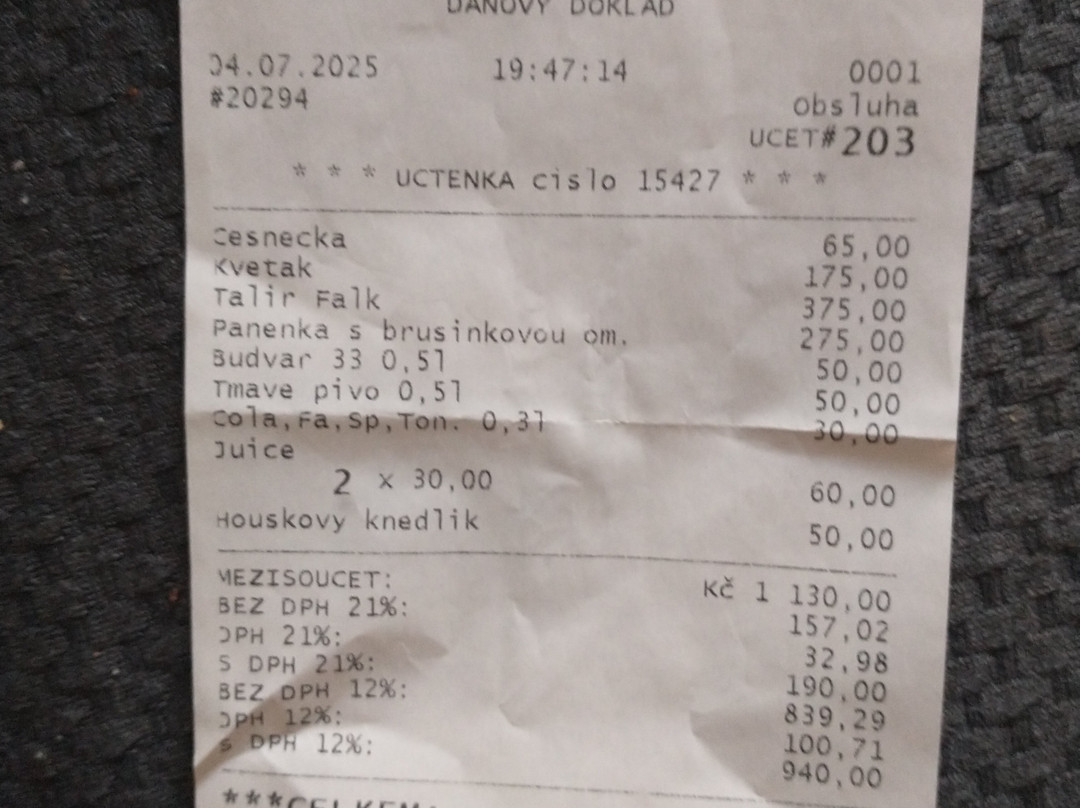 DANOVY DOKLAD
04.07.2025 19:47:14 0001
#20294 Obsluha
UCET#203
* * * UCTENKA cislo 15427 * * *
Cesnecka 65,00
Kvetak 175,00
Talir Falk 375,00
Panenka s brusinkovou om. 275,00
Budvar 33 0,5l 50,00
Tmave pivo 0,5l 50,00
Cola,Fa,Sp,Ton. 0,3l 30,00
Juice
2 x 30,00 60,00
Houskovy knedlik 50,00
MEZISOUCET: Kč 1 130,00
BEZ DPH 21%: 157,02
DPH 21%: 32,98
S DPH 21%: 190,00
BEZ DPH 12%: 839,29
DPH 12%: 100,71
S DPH 12%: 940,00
***CELKEM: